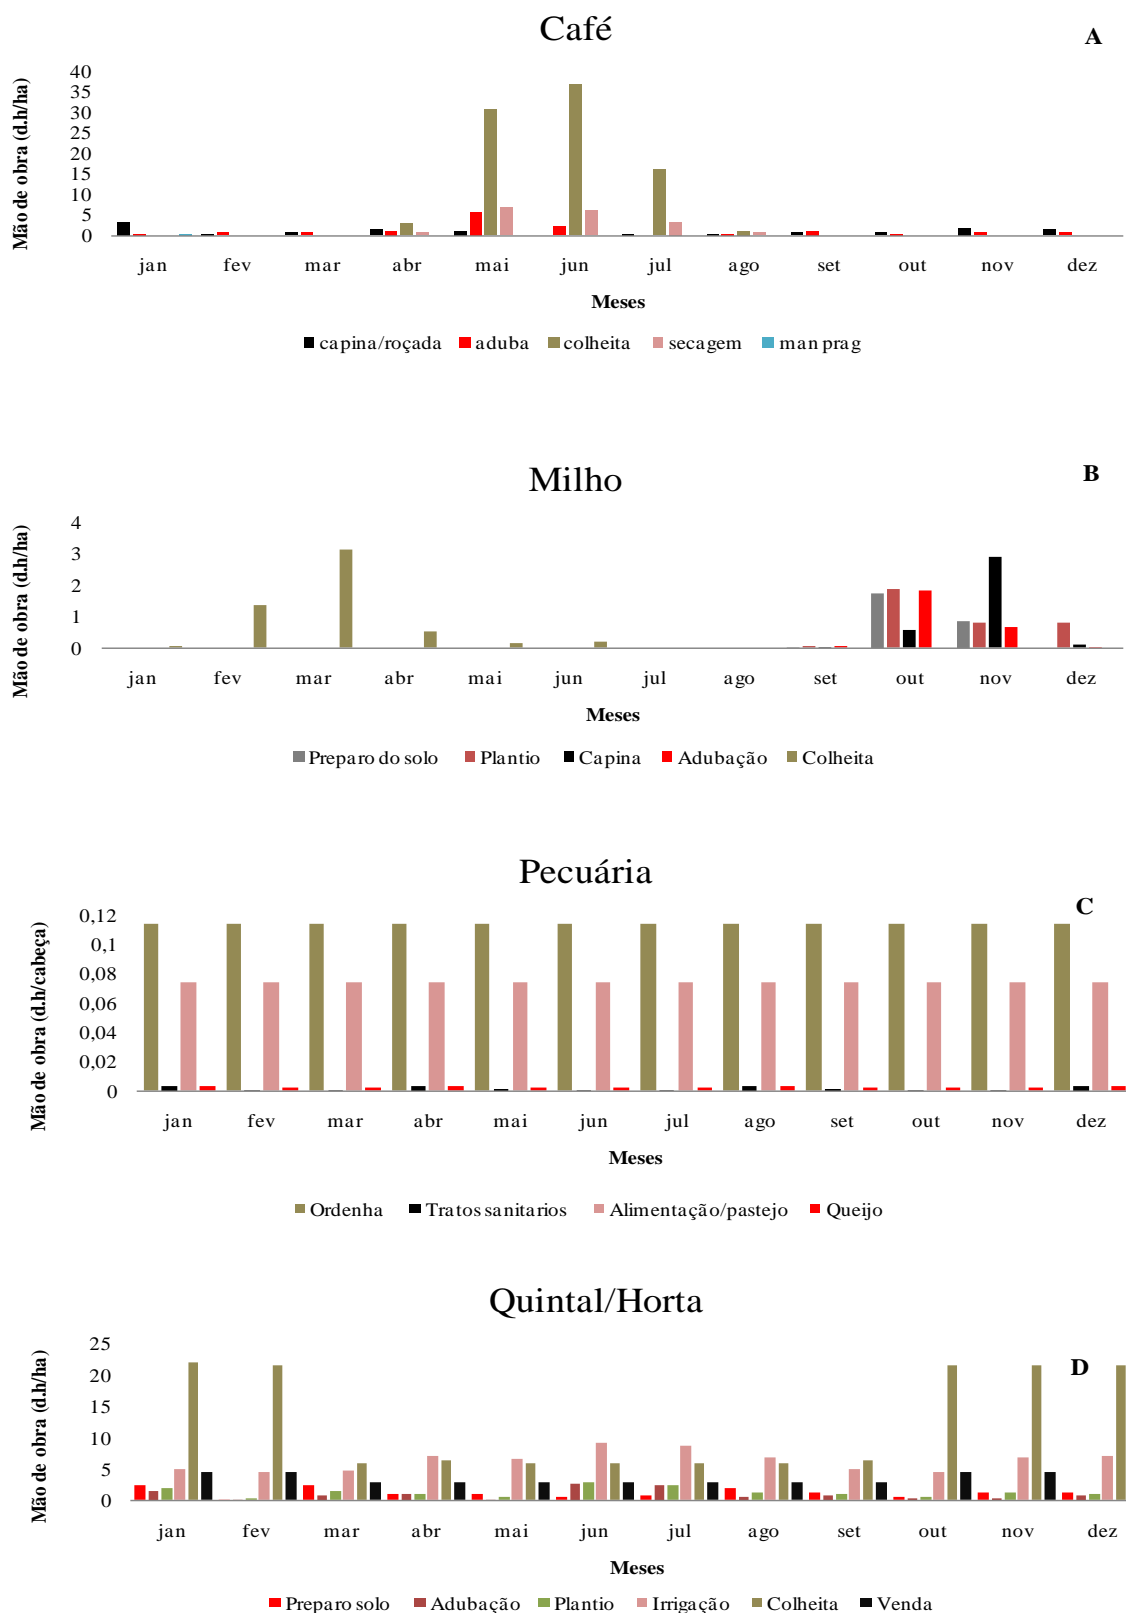 Café
A
Mão de obra (d.h/ha)
40
35
30
25
20
15
10
5
0
jan fev mar abr mai jun jul ago set out nov dez
Meses
capina/roçada aduba colheita secagem man prag
Milho
B
Mão de obra (d.h/ha)
4
3
2
1
0
jan fev mar abr mai jun jul ago set out nov dez
Meses
Preparo do solo Plantio Capina Adubação Colheita
Pecuária
C
Mão de obra (d.h/cabeça)
0,12
0,1
0,08
0,06
0,04
0,02
0
jan fev mar abr mai jun jul ago set out nov dez
Meses
Ordenha Tratos sanitarios Alimentação/pastejo Queijo
Quintal/Horta
D
Mão de obra (d.h/ha)
25
20
15
10
5
0
jan fev mar abr mai jun jul ago set out nov dez
Meses
Preparo solo Adubação Plantio Irrigação Colheita Venda